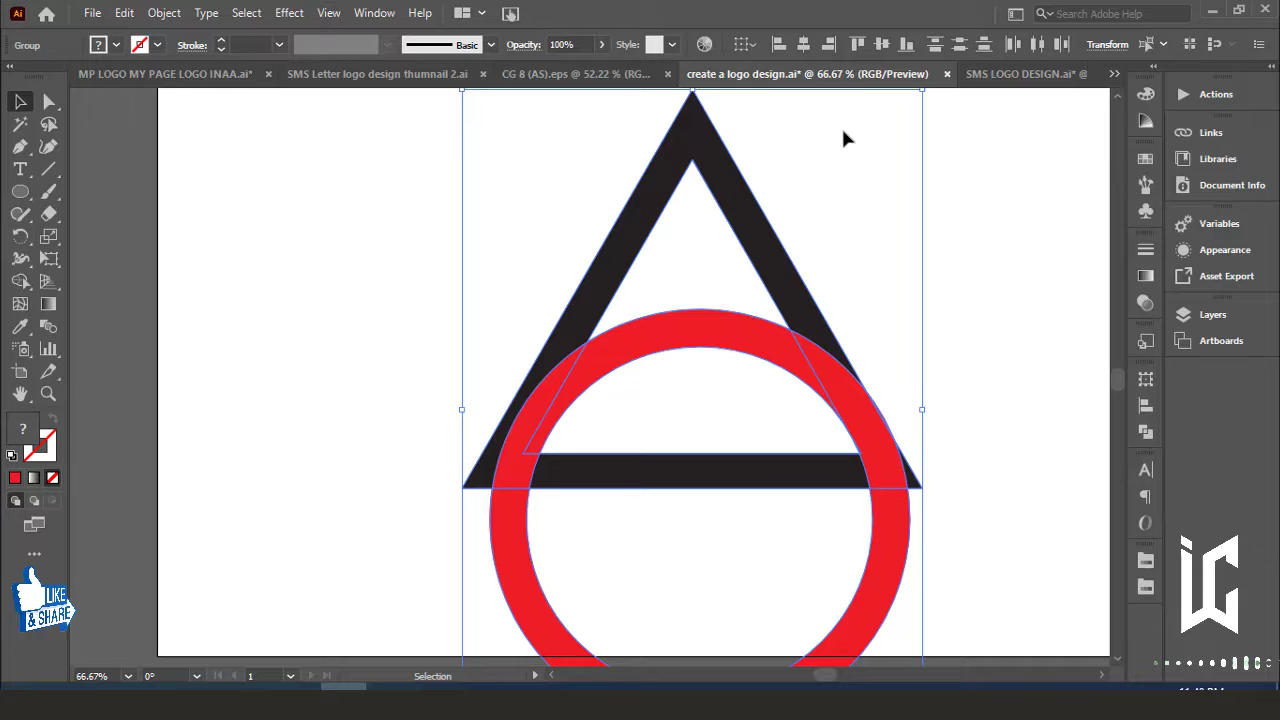 Ai File Edit Object Type Select Effect View Window Help Search Adobe Help
Group ? Stroke: Basic Opacity: 100% Style: Transform
MP LOGO MY PAGE LOGO INAA.ai* × SMS Letter logo design thumnail 2.ai × CG 8 (AS).eps @ 52.22 % (RG... × create a logo design.ai* @ 66.67 % (RGB/Preview) × SMS LOGO DESIGN.ai* @
Actions
Links
Libraries
Document Info
Variables
Appearance
Asset Export
Layers
Artboards
?
LIKE
& SHARE
iC
66.67% 0° 1 Selection